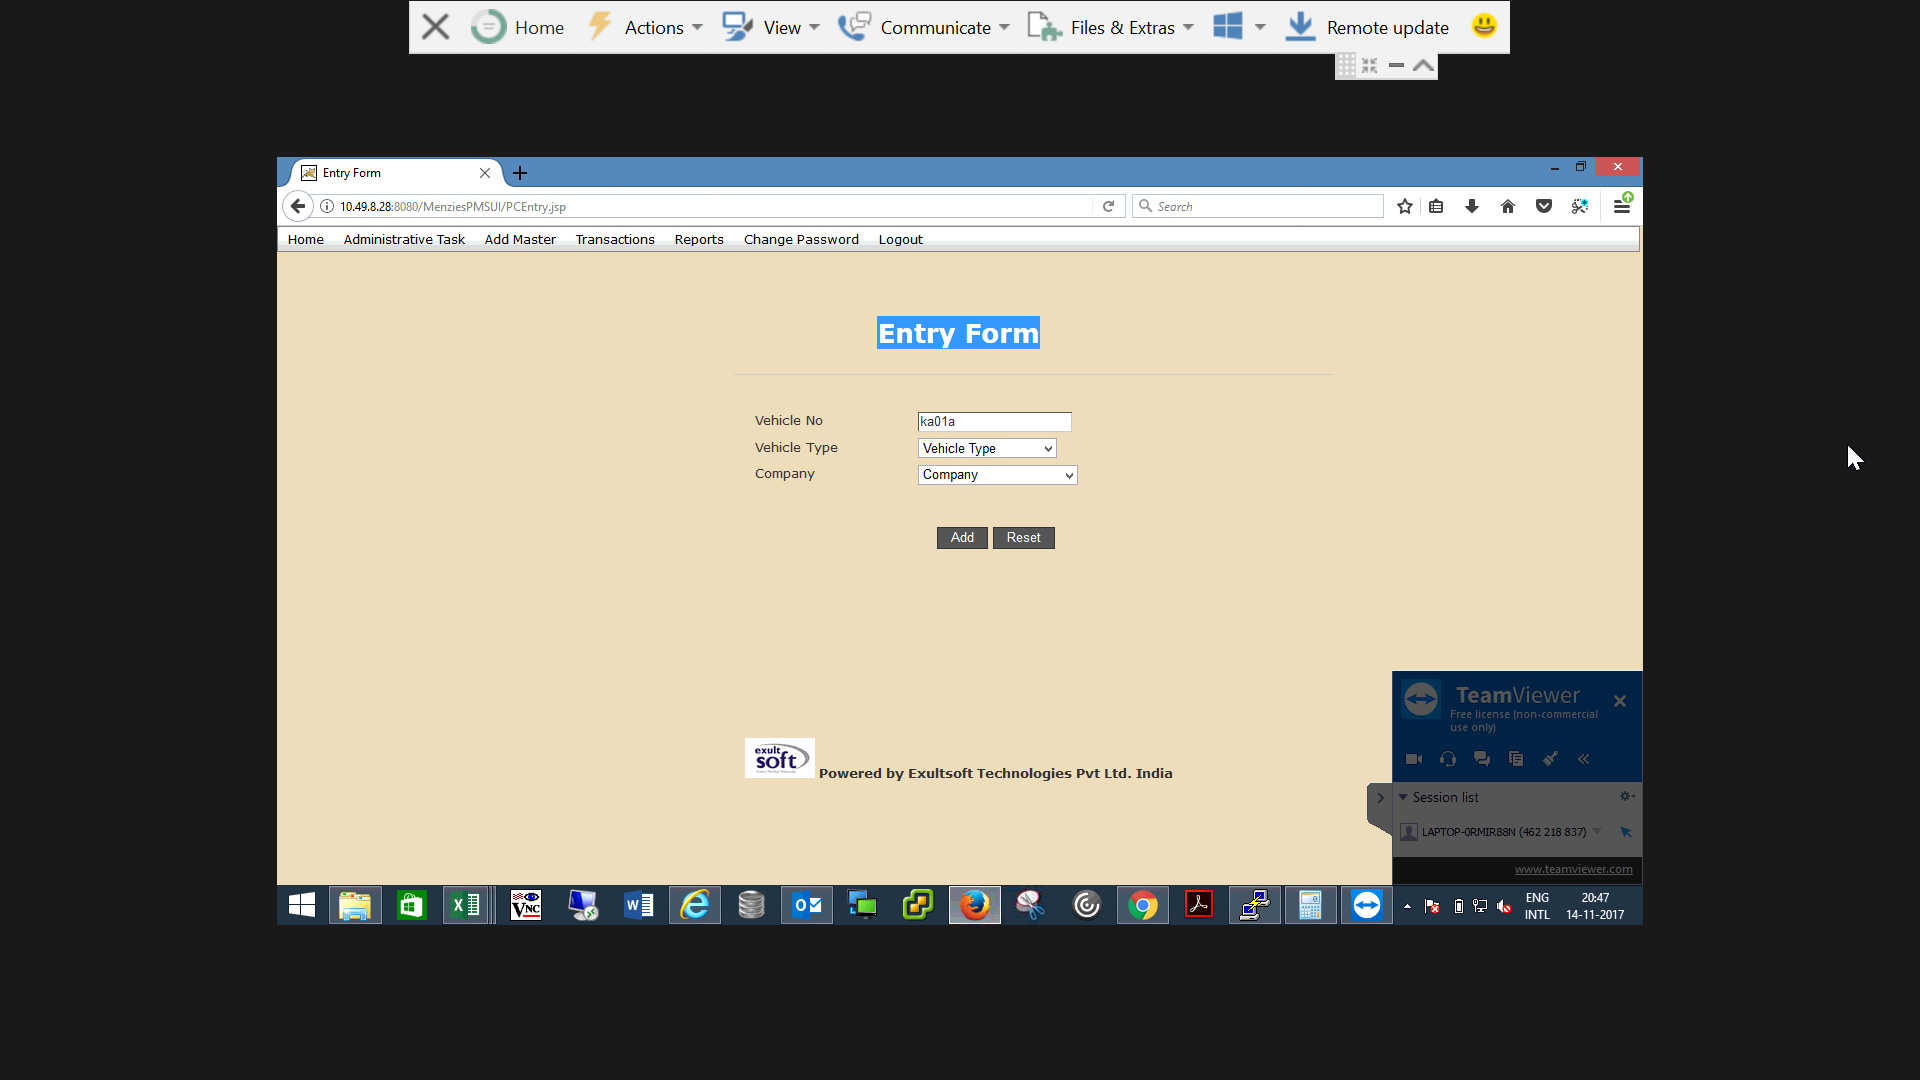 Home Actions View Communicate Files & Extras Remote update
Entry Form
10.49.8.28:8080/MenziesPMSUI/PCEntry.jsp
Search
Home Administrative Task Add Master Transactions Reports Change Password Logout
Entry Form
Vehicle No ka01a
Vehicle Type Vehicle Type
Company Company
Add Reset
exult
soft
Powered by Exultsoft Technologies Pvt Ltd. India
TeamViewer
Free license (non-commercial
use only)
Session list
LAPTOP-0RMIR88N (462 218 837)
www.teamviewer.com
VNC
ENG
INTL
20:47
14-11-2017